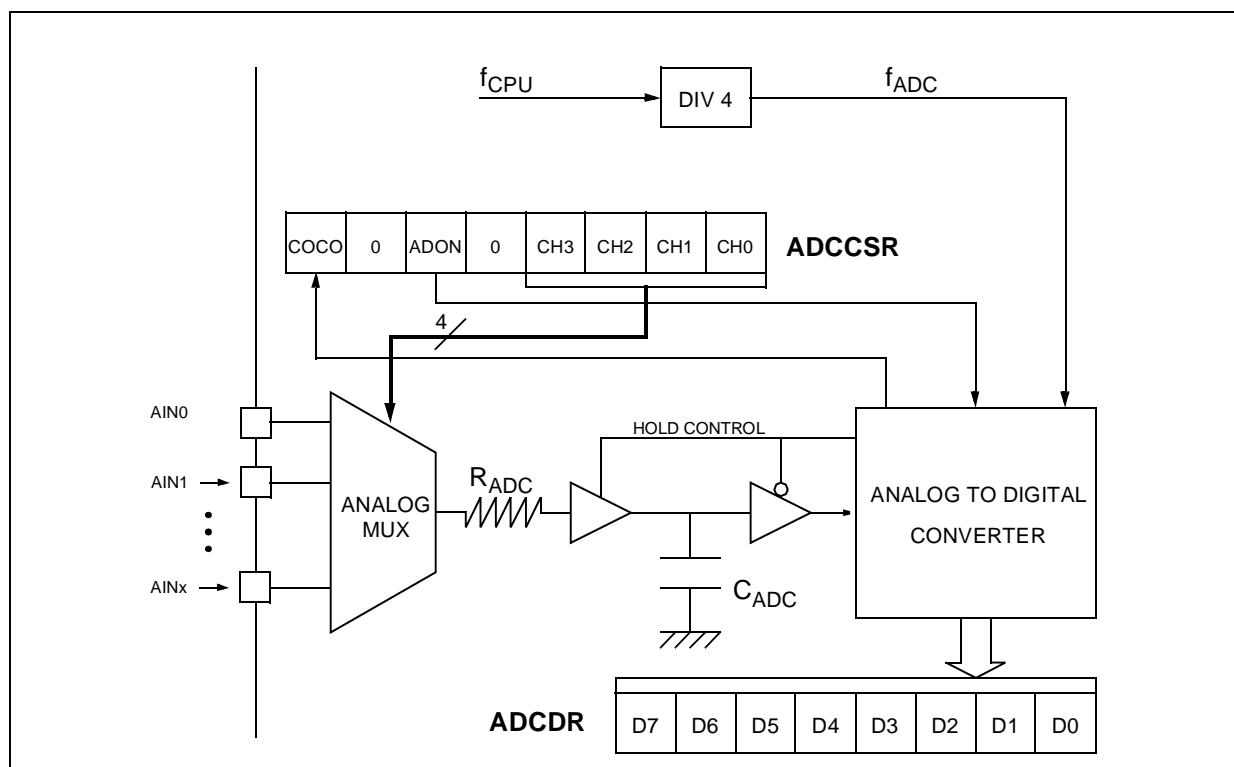 fCPU
DIV 4
fADC
COCO 0 ADON 0 CH3 CH2 CH1 CH0 ADCCSR
4
AIN0
HOLD CONTROL
AIN1
RADC
ANALOG
MUX
ANALOG TO DIGITAL
CONVERTER
AINx
CADC
ADCDR D7 D6 D5 D4 D3 D2 D1 D0